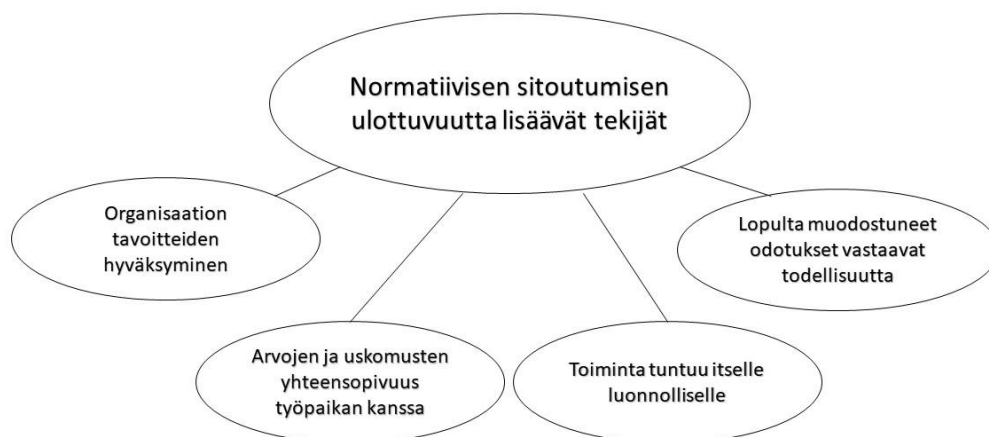 Normatiivisen sitoutumisen
ulottuvuutta lisäävät tekijät
Organisaation
tavoitteiden
hyväksyminen
Lopulta muodostuneet
odotukset vastaavat
todellisuutta
Arvojen ja uskomusten
yhteensopivuus
työpaikan kanssa
Toiminta tuntuu itselle
luonnolliselle